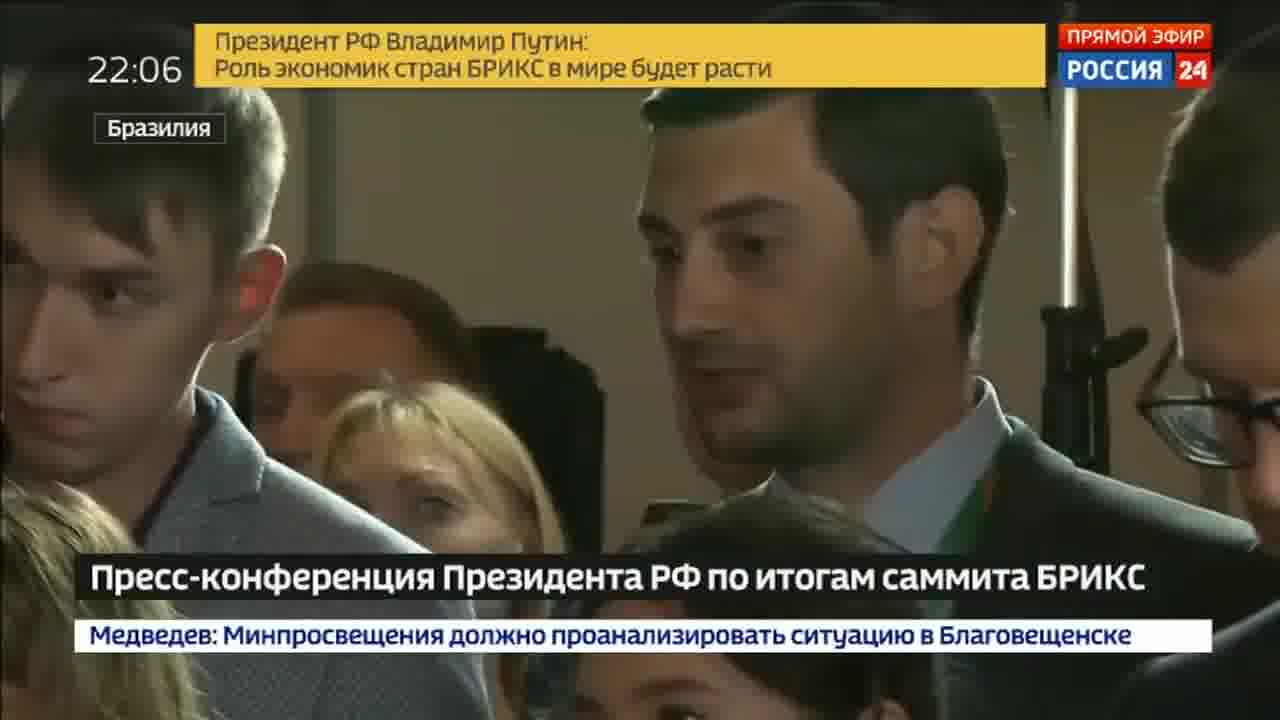 22:06
Президент РФ Владимир Путин:
Роль экономик стран БРИКС в мире будет расти
ПРЯМОЙ ЭФИР
РОССИЯ 24
Бразилия
Пресс-конференция Президента РФ по итогам саммита БРИКС
Медведев: Минпросвещения должно проанализировать ситуацию в Благовещенске